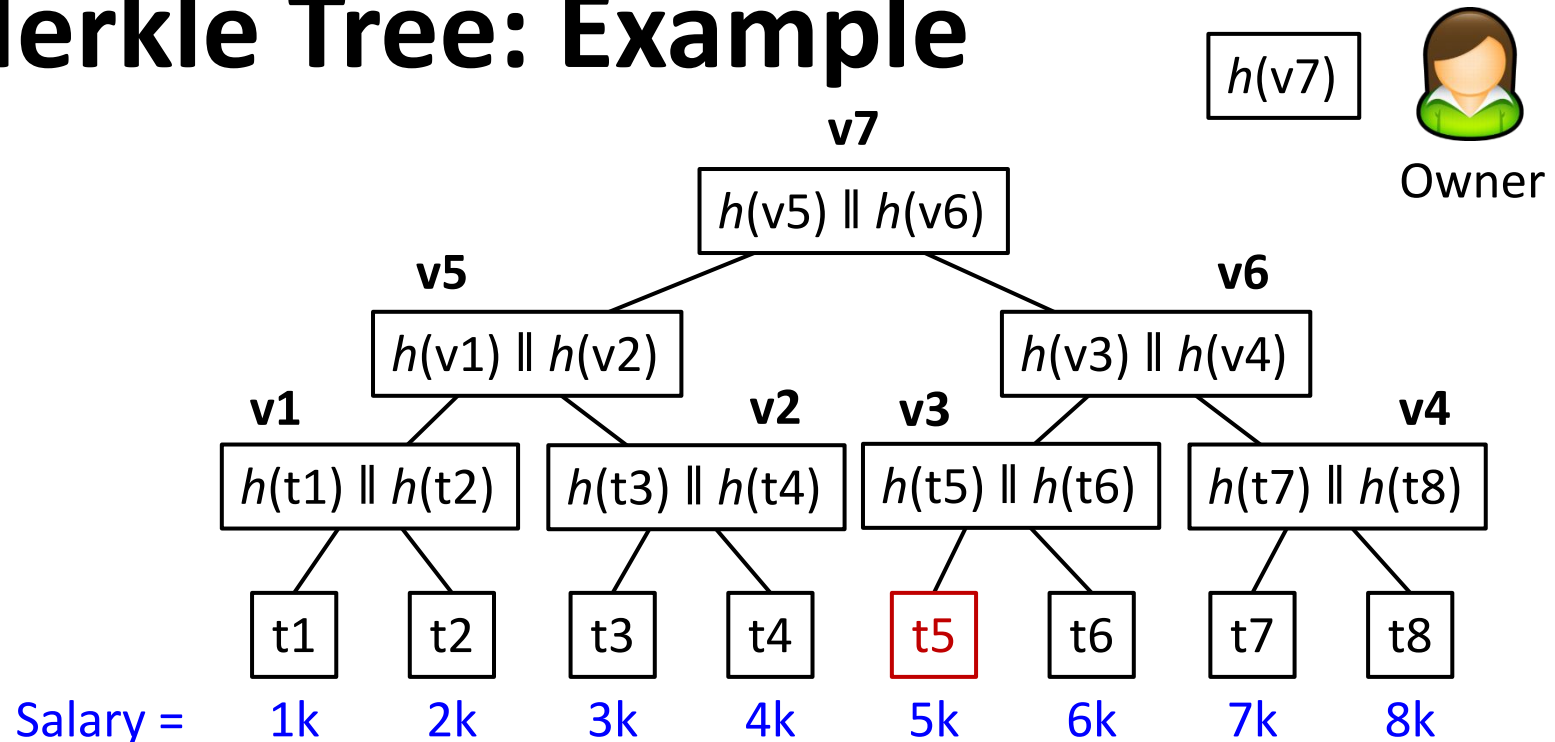 Tree: Example
h(v7)
Owner
v7
h(v5) ∥ h(v6)
v5 v6
h(v1) ∥ h(v2) h(v3) ∥ h(v4)
v1 v2 v3 v4
h(t1) ∥ h(t2) h(t3) ∥ h(t4) h(t5) ∥ h(t6) h(t7) ∥ h(t8)
t1 t2 t3 t4 t5 t6 t7 t8
Salary = 1k 2k 3k 4k 5k 6k 7k 8k